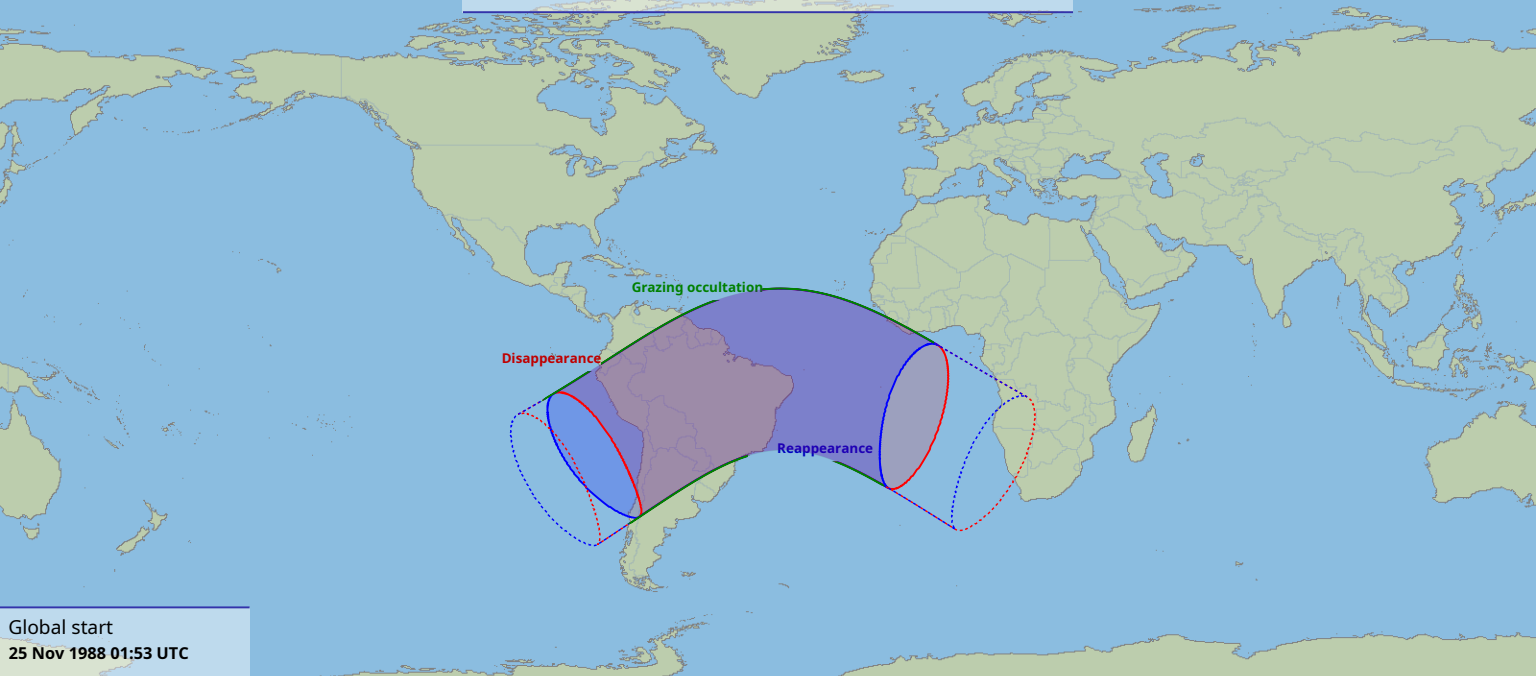 Grazing occultation
Disappearance
Reappearance
Global start
25 Nov 1988 01:53 UTC